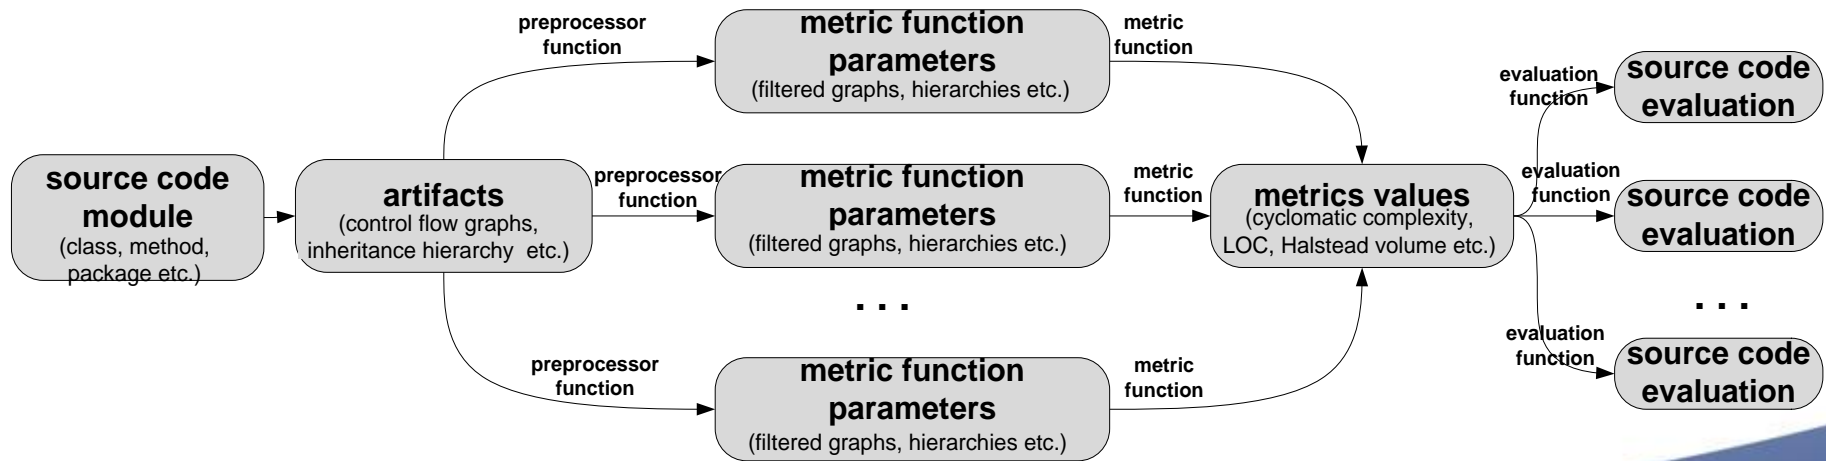 source code
module
(class, method,
package etc.)
artifacts
(control flow graphs,
inheritance hierarchy etc.)
preprocessor
function
metric function
parameters
(filtered graphs, hierarchies etc.)
metric
function
preprocessor
function
metric function
parameters
(filtered graphs, hierarchies etc.)
metric
function
. . .
preprocessor
function
metric function
parameters
(filtered graphs, hierarchies etc.)
metric
function
metrics values
(cyclomatic complexity,
LOC, Halstead volume etc.)
evaluation
function
source code
evaluation
evaluation
function
source code
evaluation
. . .
evaluation
function
source code
evaluation